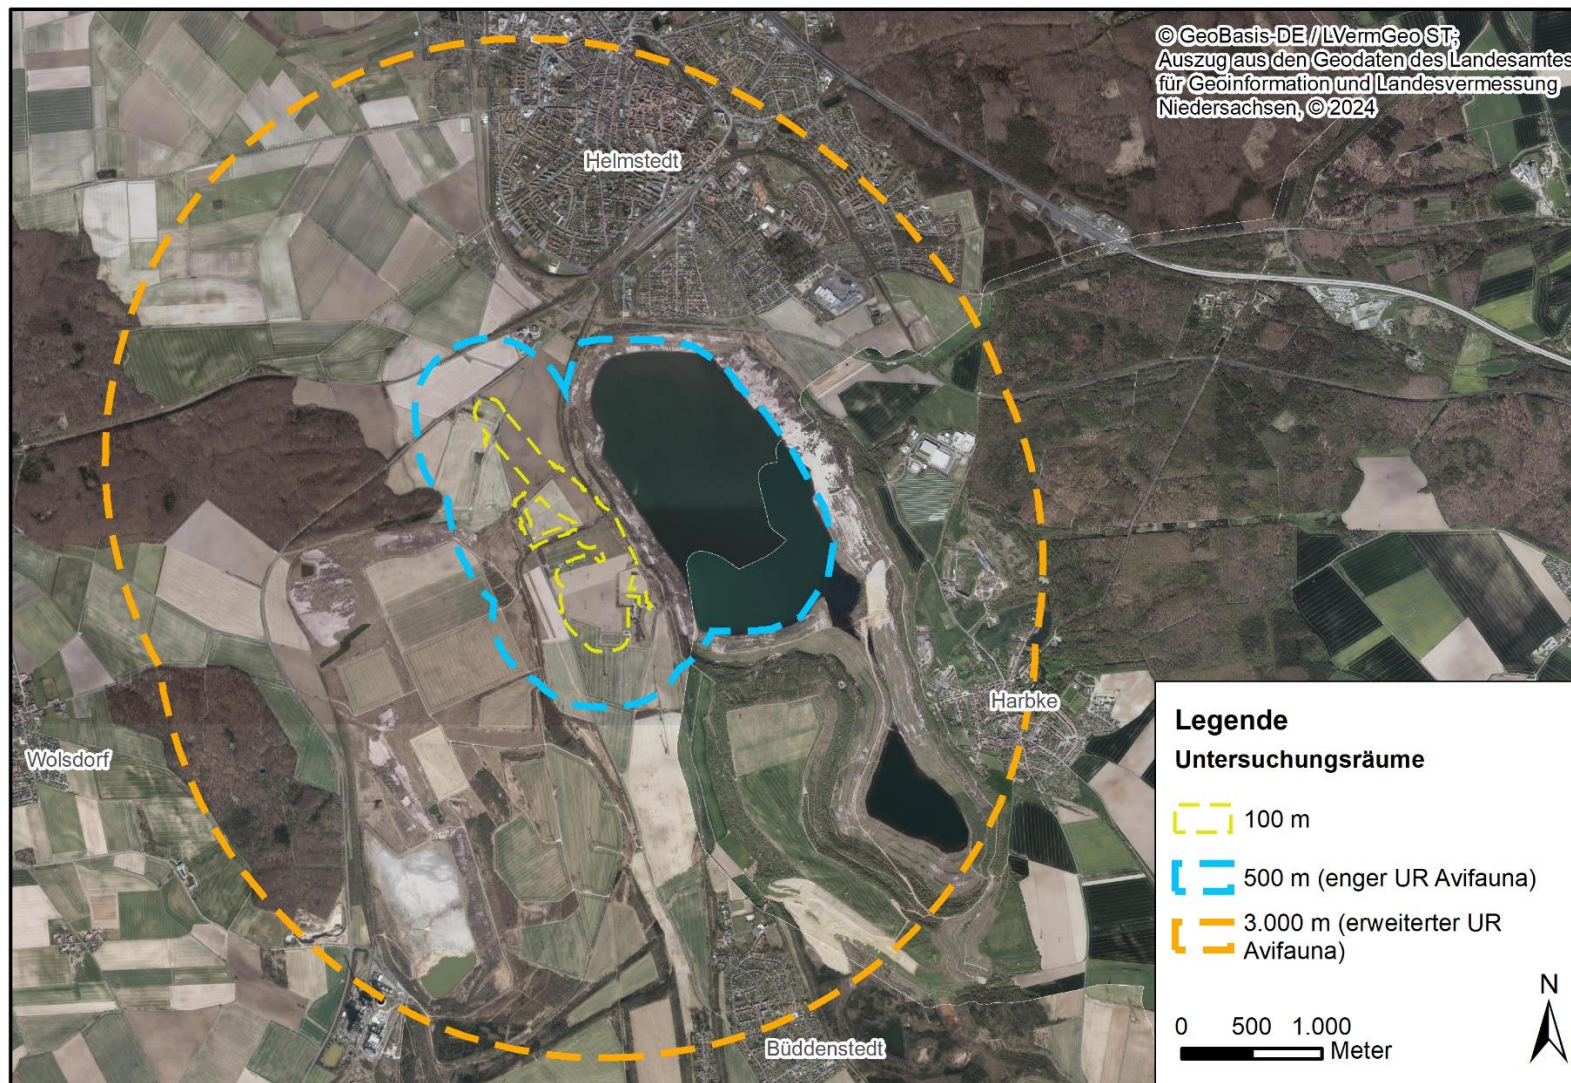 © GeoBasis-DE / LVermGeo ST;
Auszug aus den Geodaten des Landesamtes
für Geoinformation und Landesvermessung
Niedersachsen, © 2024
Helmstedt
Harbke
Wolsdorf
Büddenstedt
Legende
Untersuchungsräume
100 m
500 m (enger UR Avifauna)
3.000 m (erweiterter UR
Avifauna)
N
0 500 1.000
Meter